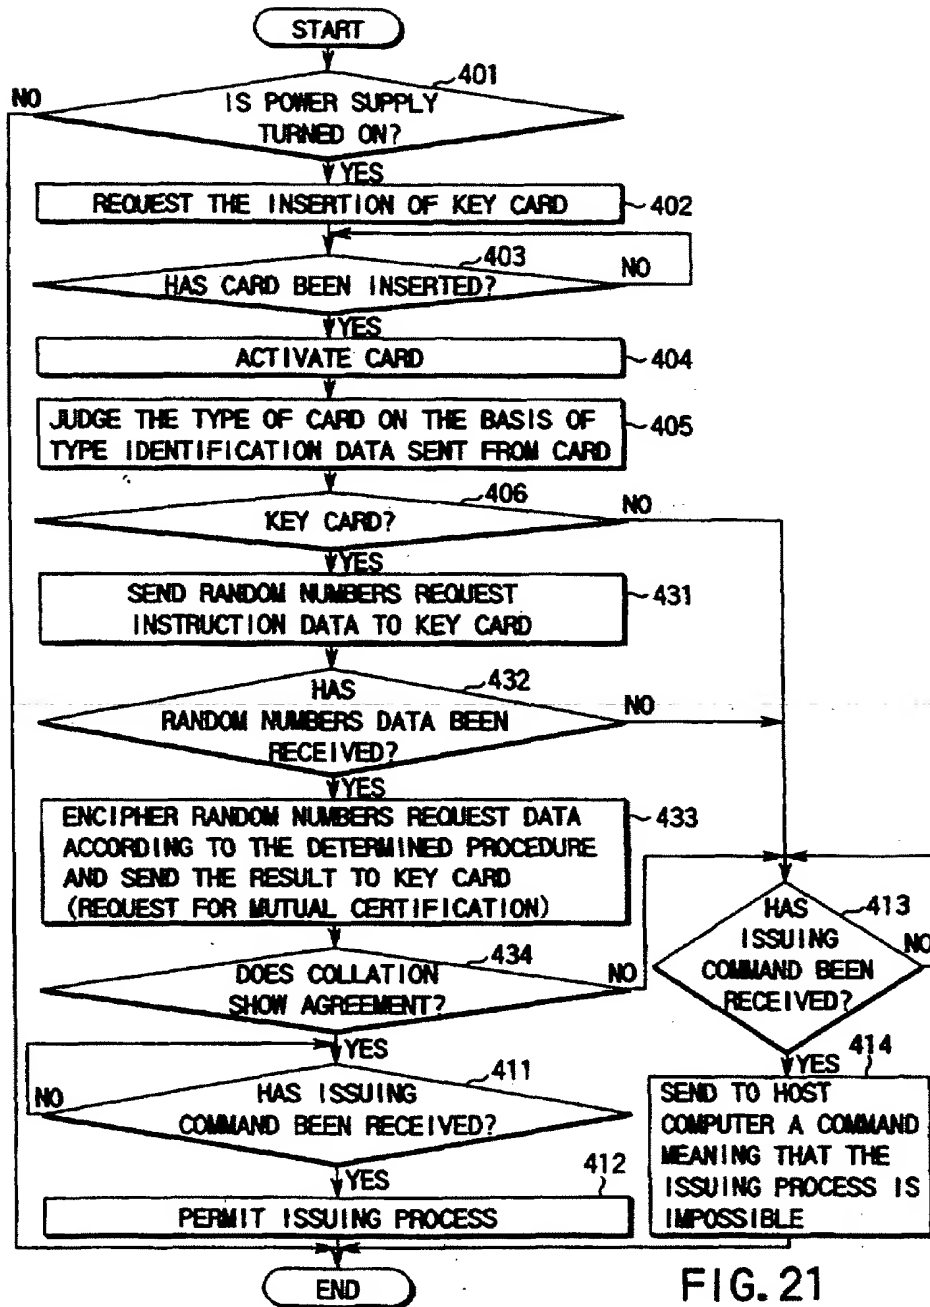 START
401
NO
IS POWER SUPPLY
TURNED ON?
YES
REQUEST THE INSERTION OF KEY CARD
402
403
NO
HAS CARD BEEN INSERTED?
YES
ACTIVATE CARD
404
JUDGE THE TYPE OF CARD ON THE BASIS OF
TYPE IDENTIFICATION DATA SENT FROM CARD
405
406
NO
KEY CARD?
YES
SEND RANDOM NUMBERS REQUEST
INSTRUCTION DATA TO KEY CARD
431
432
HAS
RANDOM NUMBERS DATA BEEN
RECEIVED?
NO
YES
ENCIPHER RANDOM NUMBERS REQUEST DATA
ACCORDING TO THE DETERMINED PROCEDURE
AND SEND THE RESULT TO KEY CARD
(REQUEST FOR MUTUAL CERTIFICATION)
433
434
DOES COLLATION
SHOW AGREEMENT?
NO
YES
411
NO
HAS ISSUING
COMMAND BEEN RECEIVED?
YES
412
PERMIT ISSUING PROCESS
413
HAS
ISSUING
COMMAND BEEN
RECEIVED?
NO
YES
414
SEND TO HOST
COMPUTER A COMMAND
MEANING THAT THE
ISSUING PROCESS IS
IMPOSSIBLE
END
FIG. 21